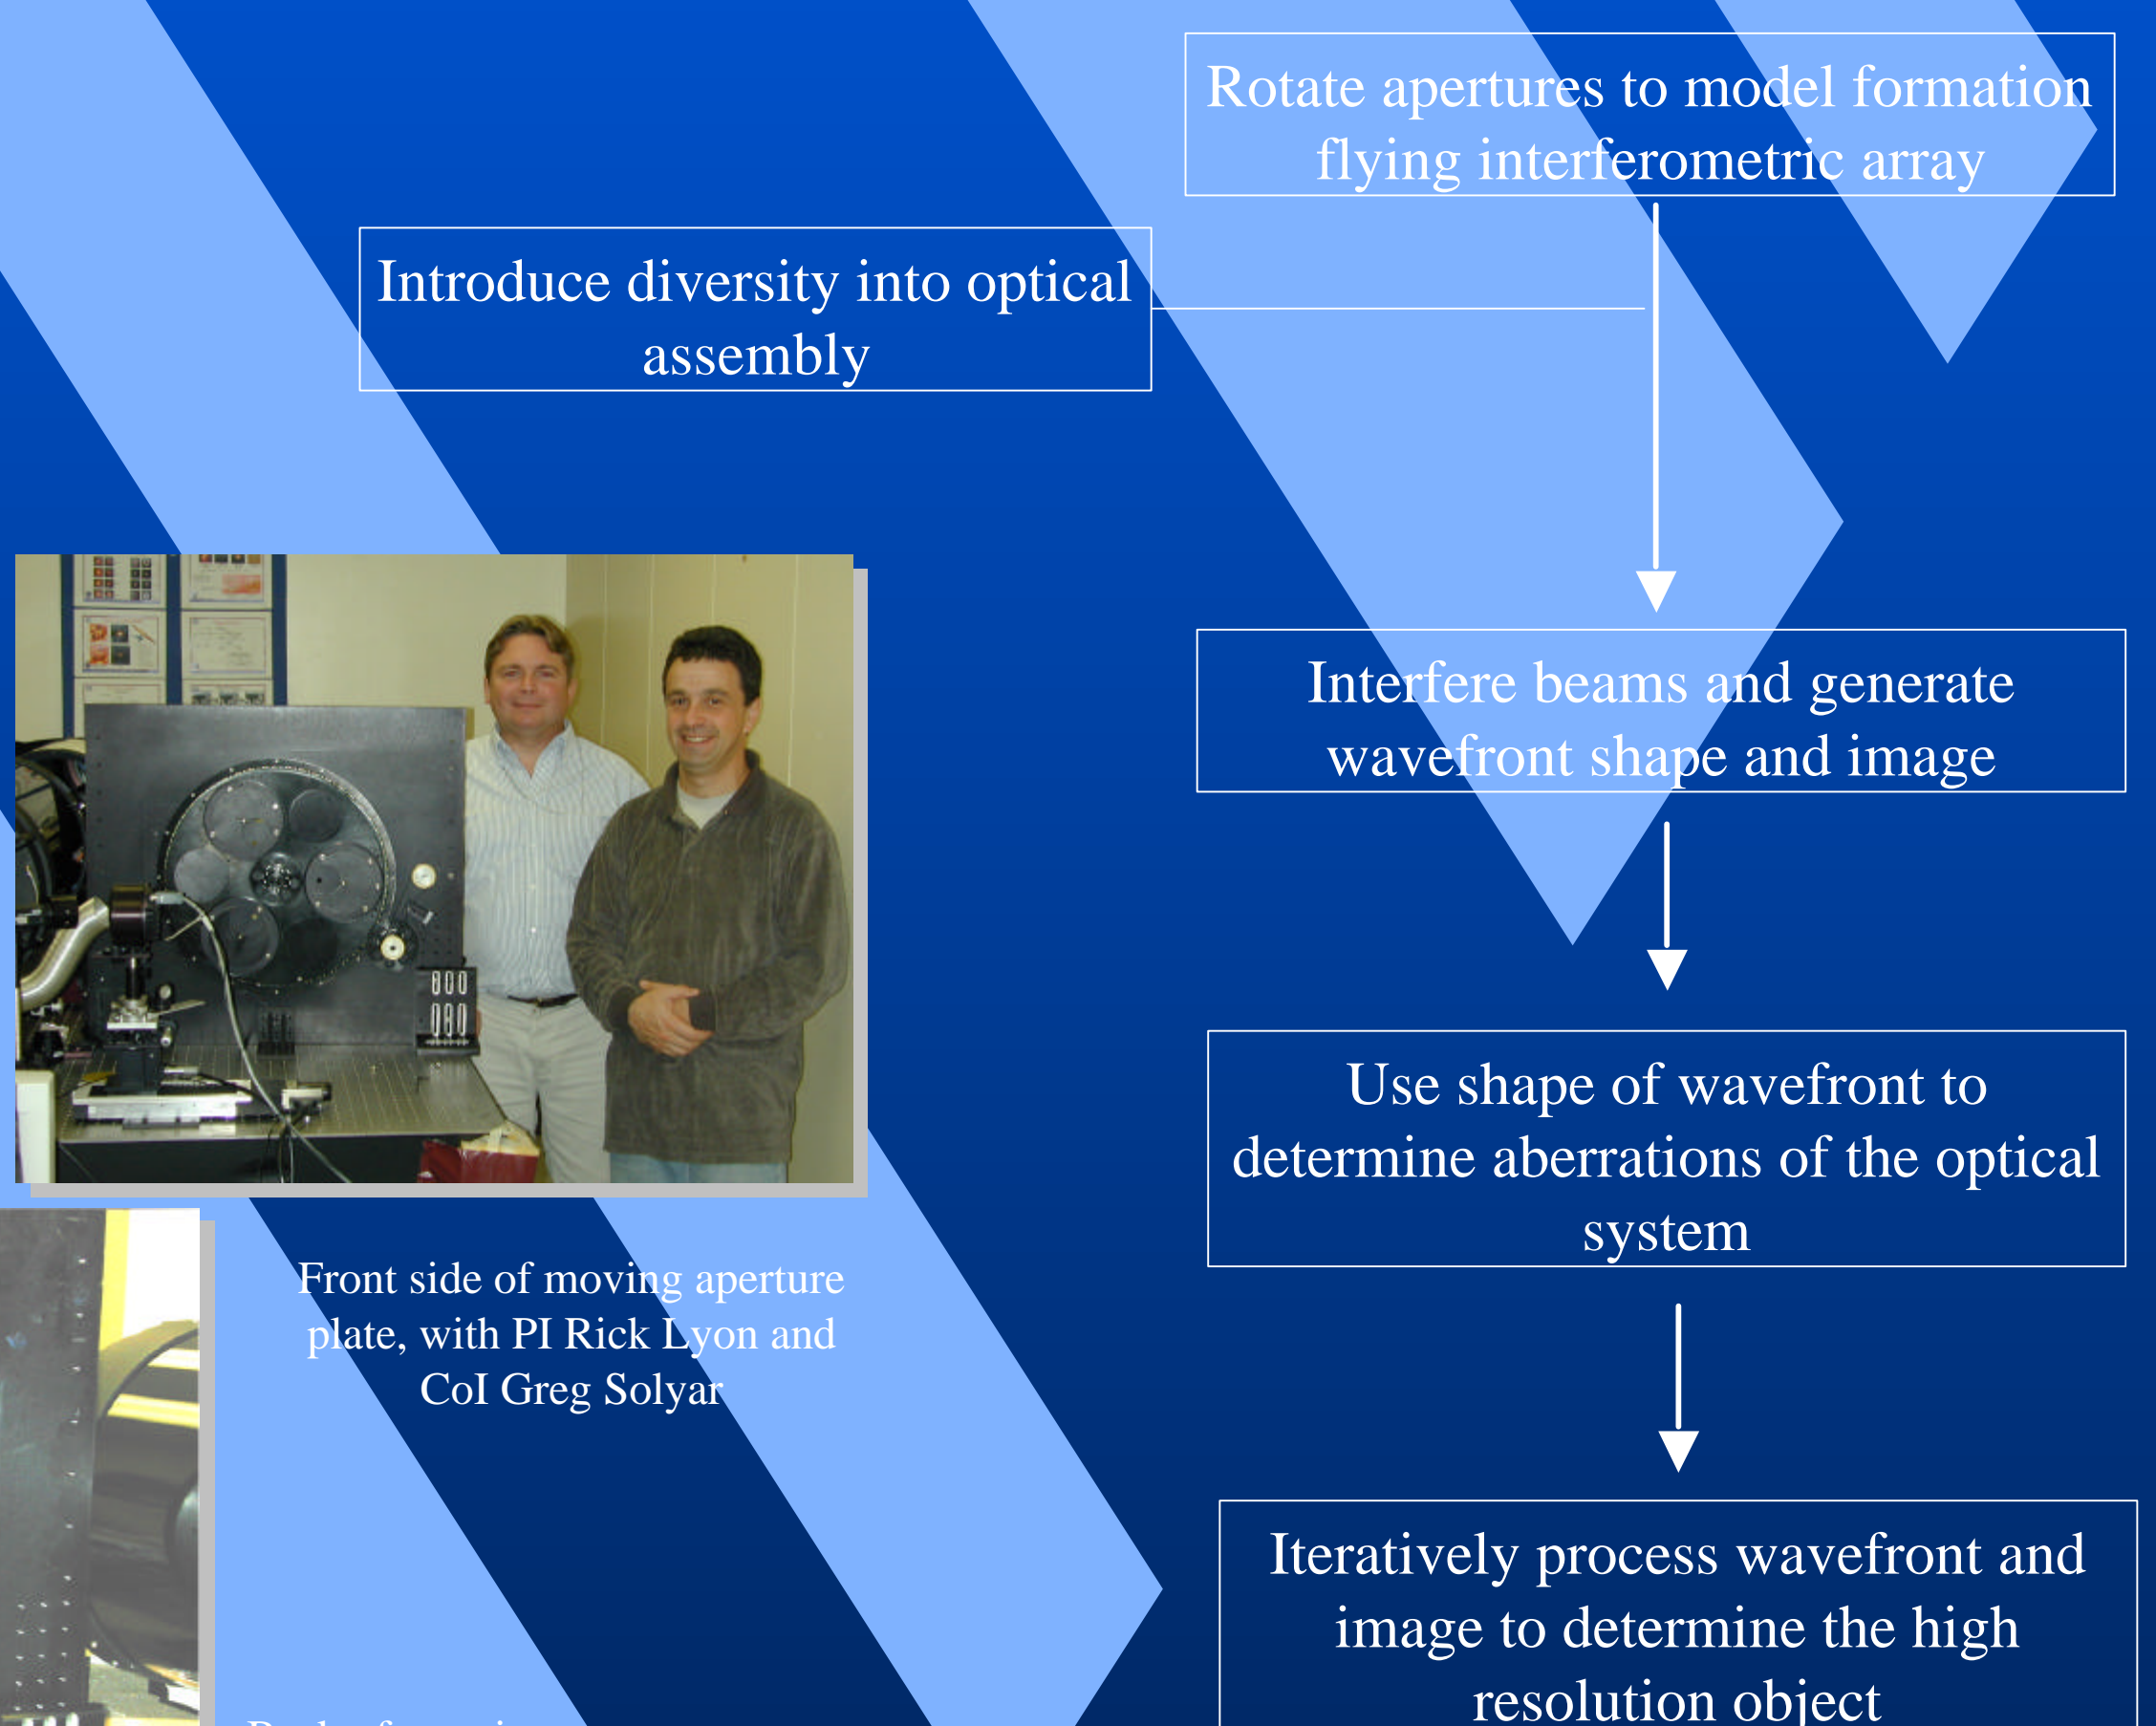 Rotate apertures to model formation
flying interferometric array
Introduce diversity into optical
assembly
Interfere beams and generate
wavefront shape and image
Use shape of wavefront to
determine aberrations of the optical
system
Front side of moving aperture
plate, with PI Rick Lyon and
CoI Greg Solyar
Iteratively process wavefront and
image to determine the high
resolution object